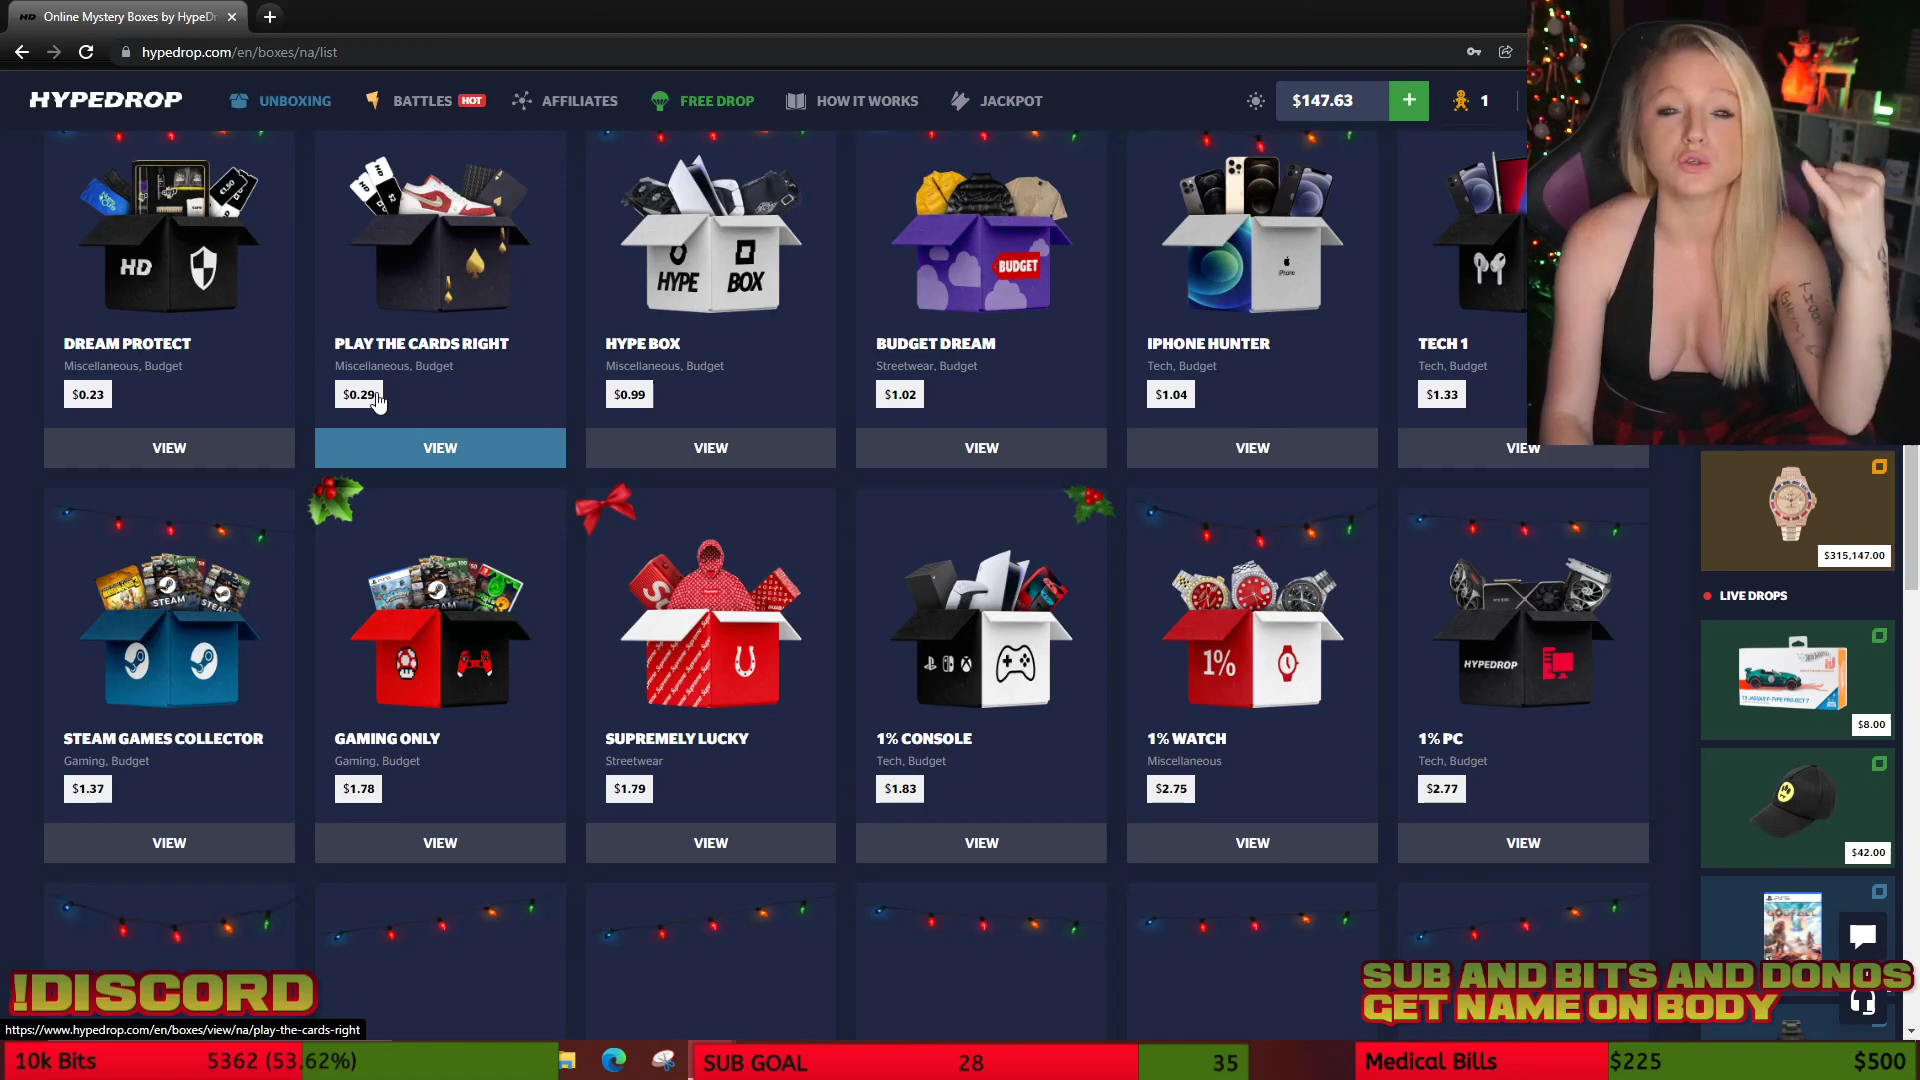 Online Mystery Boxes by HypeDr
hypedrop.com/en/boxes/na/list
HYPEDROP
UNBOXING
BATTLES HOT
AFFILIATES
FREE DROP
HOW IT WORKS
JACKPOT
$147.63
+
1
HD
HYPE BOX
BUDGET
iPhone
DREAM PROTECT
Miscellaneous, Budget
$0.23
VIEW
PLAY THE CARDS RIGHT
Miscellaneous, Budget
$0.29
VIEW
HYPE BOX
Miscellaneous, Budget
$0.99
VIEW
BUDGET DREAM
Streetwear, Budget
$1.02
VIEW
IPHONE HUNTER
Tech, Budget
$1.04
VIEW
TECH 1
Tech, Budget
$1.33
VIEW
1%
HYPEDROP
STEAM GAMES COLLECTOR
Gaming, Budget
$1.37
VIEW
GAMING ONLY
Gaming, Budget
$1.78
VIEW
SUPREMELY LUCKY
Streetwear
$1.79
VIEW
1% CONSOLE
Tech, Budget
$1.83
VIEW
1% WATCH
Miscellaneous
$2.75
VIEW
1% PC
Tech, Budget
$2.77
VIEW
$315,147.00
LIVE DROPS
$8.00
$42.00
!DISCORD
SUB AND BITS AND DONOS
GET NAME ON BODY
https://www.hypedrop.com/en/boxes/view/na/play-the-cards-right
10k Bits 5362 (53.62%)
SUB GOAL 28 35
Medical Bills $225 $500